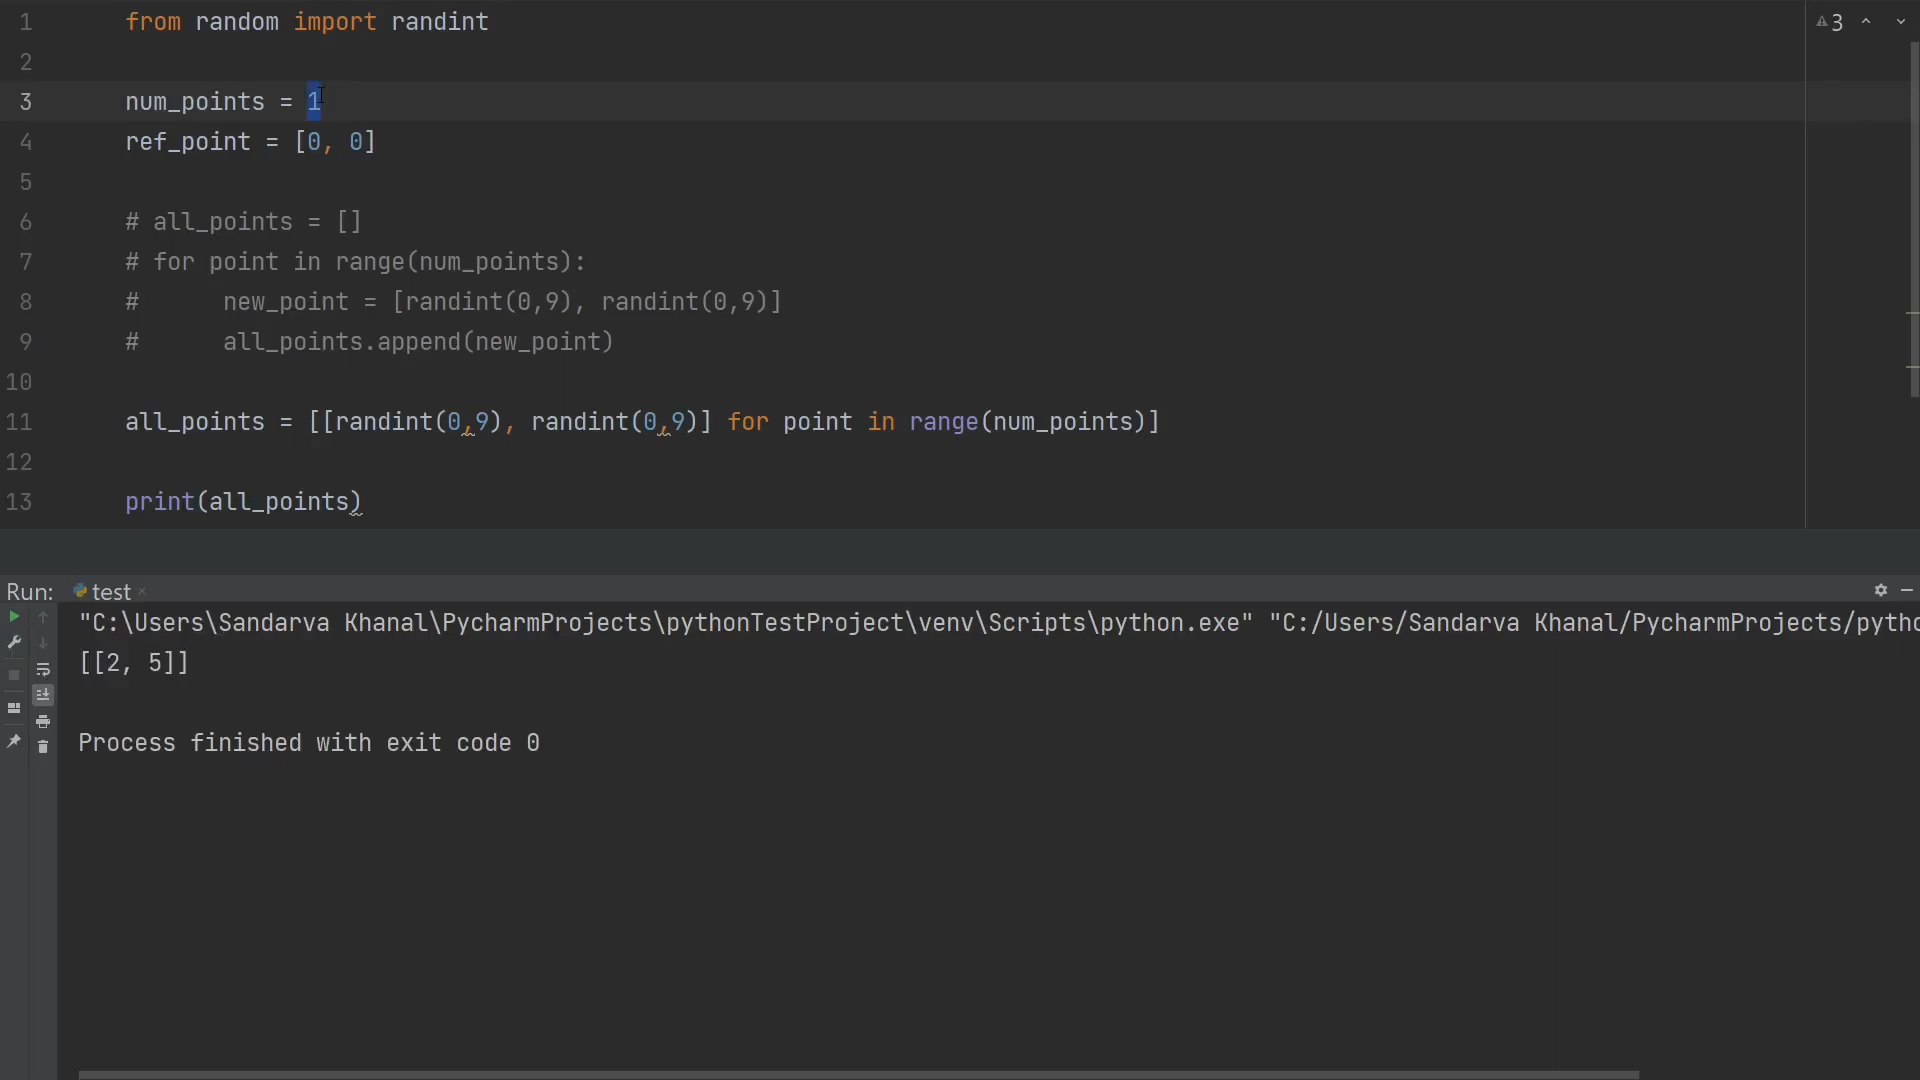 1 from random import randint
2
3 num_points = 1
4 ref_point = [0, 0]
5
6 # all_points = []
7 # for point in range(num_points):
8 #      new_point = [randint(0,9), randint(0,9)]
9 #      all_points.append(new_point)
10
11 all_points = [[randint(0,9), randint(0,9)] for point in range(num_points)]
12
13 print(all_points)
3
Run: test
"C:\Users\Sandarva Khanal\PycharmProjects\pythonTestProject\venv\Scripts\python.exe" "C:/Users/Sandarva Khanal/PycharmProjects/pytho
[[2, 5]]
Process finished with exit code 0